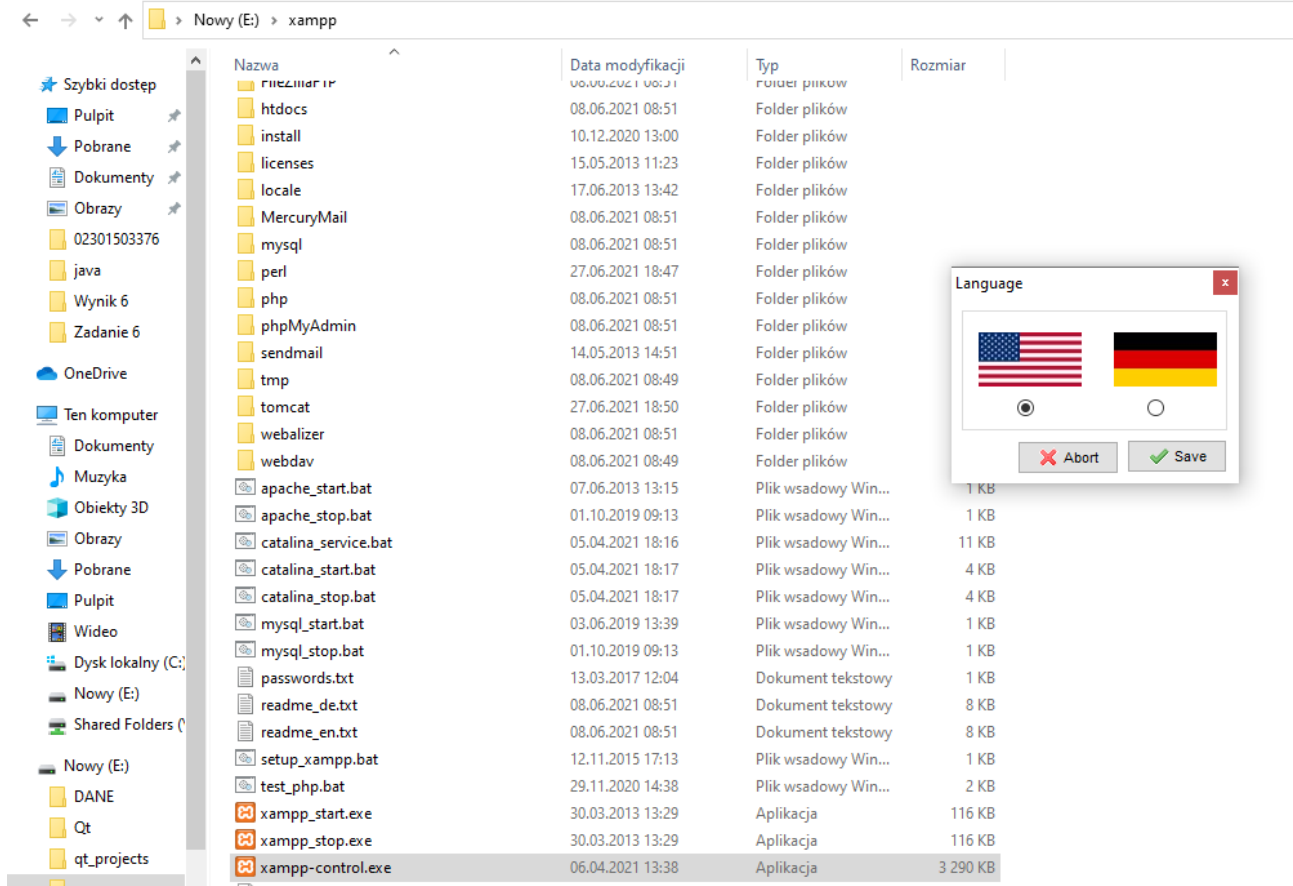 Nowy (E:) > xampp
Nazwa Data modyfikacji Typ Rozmiar
Szybki dostęp
Pulpit
Pobrane
Dokumenty
Obrazy
02301503376
java
Wynik 6
Zadanie 6
OneDrive
Ten komputer
Dokumenty
Muzyka
Obiekty 3D
Obrazy
Pobrane
Pulpit
Wideo
Dysk lokalny (C:)
Nowy (E:)
Shared Folders (
Nowy (E:)
DANE
Qt
qt_projects
FileZillaFTP 08.06.2021 08:51 Folder plików
htdocs 08.06.2021 08:51 Folder plików
install 10.12.2020 13:00 Folder plików
licenses 15.05.2013 11:23 Folder plików
locale 17.06.2013 13:42 Folder plików
MercuryMail 08.06.2021 08:51 Folder plików
mysql 08.06.2021 08:51 Folder plików
perl 27.06.2021 18:47 Folder plików
php 08.06.2021 08:51 Folder plików
phpMyAdmin 08.06.2021 08:51 Folder plików
sendmail 14.05.2013 14:51 Folder plików
tmp 08.06.2021 08:49 Folder plików
tomcat 27.06.2021 18:50 Folder plików
webalizer 08.06.2021 08:51 Folder plików
webdav 08.06.2021 08:49 Folder plików
apache_start.bat 07.06.2013 13:15 Plik wsadowy Win... 1 KB
apache_stop.bat 01.10.2019 09:13 Plik wsadowy Win... 1 KB
catalina_service.bat 05.04.2021 18:16 Plik wsadowy Win... 11 KB
catalina_start.bat 05.04.2021 18:17 Plik wsadowy Win... 4 KB
catalina_stop.bat 05.04.2021 18:17 Plik wsadowy Win... 4 KB
mysql_start.bat 03.06.2019 13:39 Plik wsadowy Win... 1 KB
mysql_stop.bat 01.10.2019 09:13 Plik wsadowy Win... 1 KB
passwords.txt 13.03.2017 12:04 Dokument tekstowy 1 KB
readme_de.txt 08.06.2021 08:51 Dokument tekstowy 8 KB
readme_en.txt 08.06.2021 08:51 Dokument tekstowy 8 KB
setup_xampp.bat 12.11.2015 17:13 Plik wsadowy Win... 1 KB
test_php.bat 29.11.2020 14:38 Plik wsadowy Win... 2 KB
xampp_start.exe 30.03.2013 13:29 Aplikacja 116 KB
xampp_stop.exe 30.03.2013 13:29 Aplikacja 116 KB
xampp-control.exe 06.04.2021 13:38 Aplikacja 3 290 KB
Language
x
Abort
Save